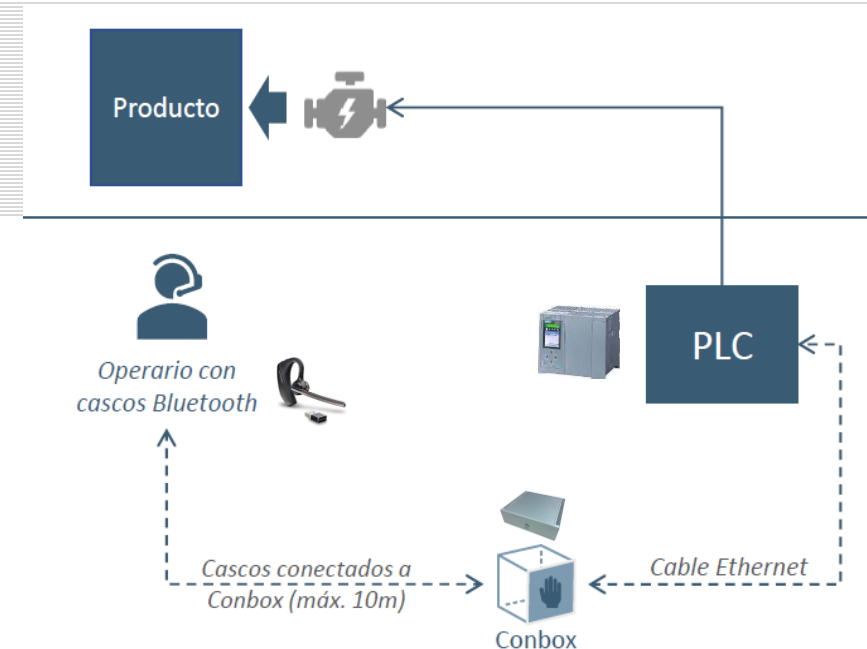 Producto
PLC
Operario con
cascos Bluetooth
Cascos conectados a
Conbox (máx. 10m)
Cable Ethernet
Conbox